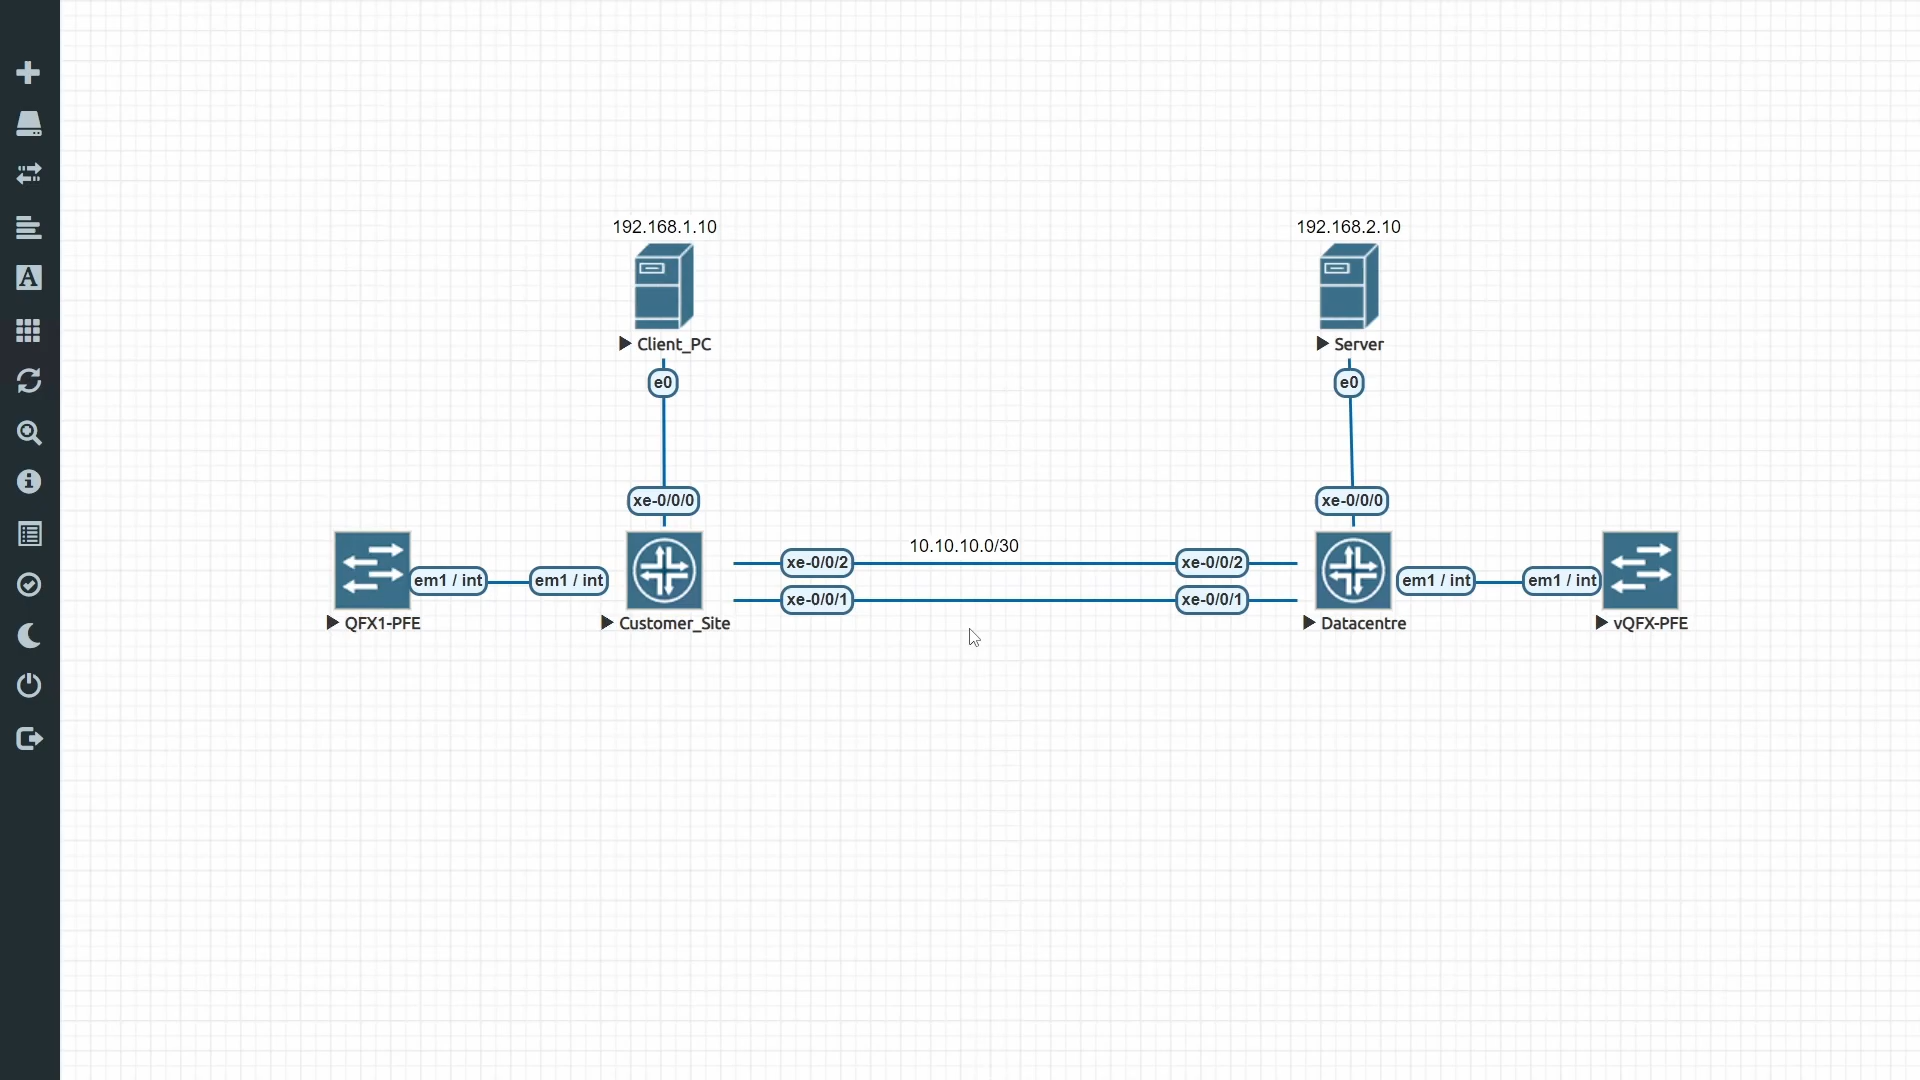 192.168.1.10
192.168.2.10
Client_PC
Server
e0
e0
xe-0/0/0
xe-0/0/0
10.10.10.0/30
xe-0/0/2
xe-0/0/2
em1 / int
em1 / int
em1 / int
em1 / int
xe-0/0/1
xe-0/0/1
QFX1-PFE
Customer_Site
Datacentre
vQFX-PFE
A